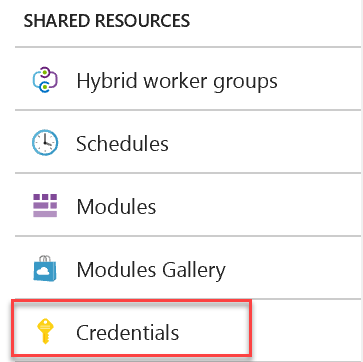 SHARED RESOURCES
Hybrid worker groups
Schedules
Modules
Modules Gallery
Credentials